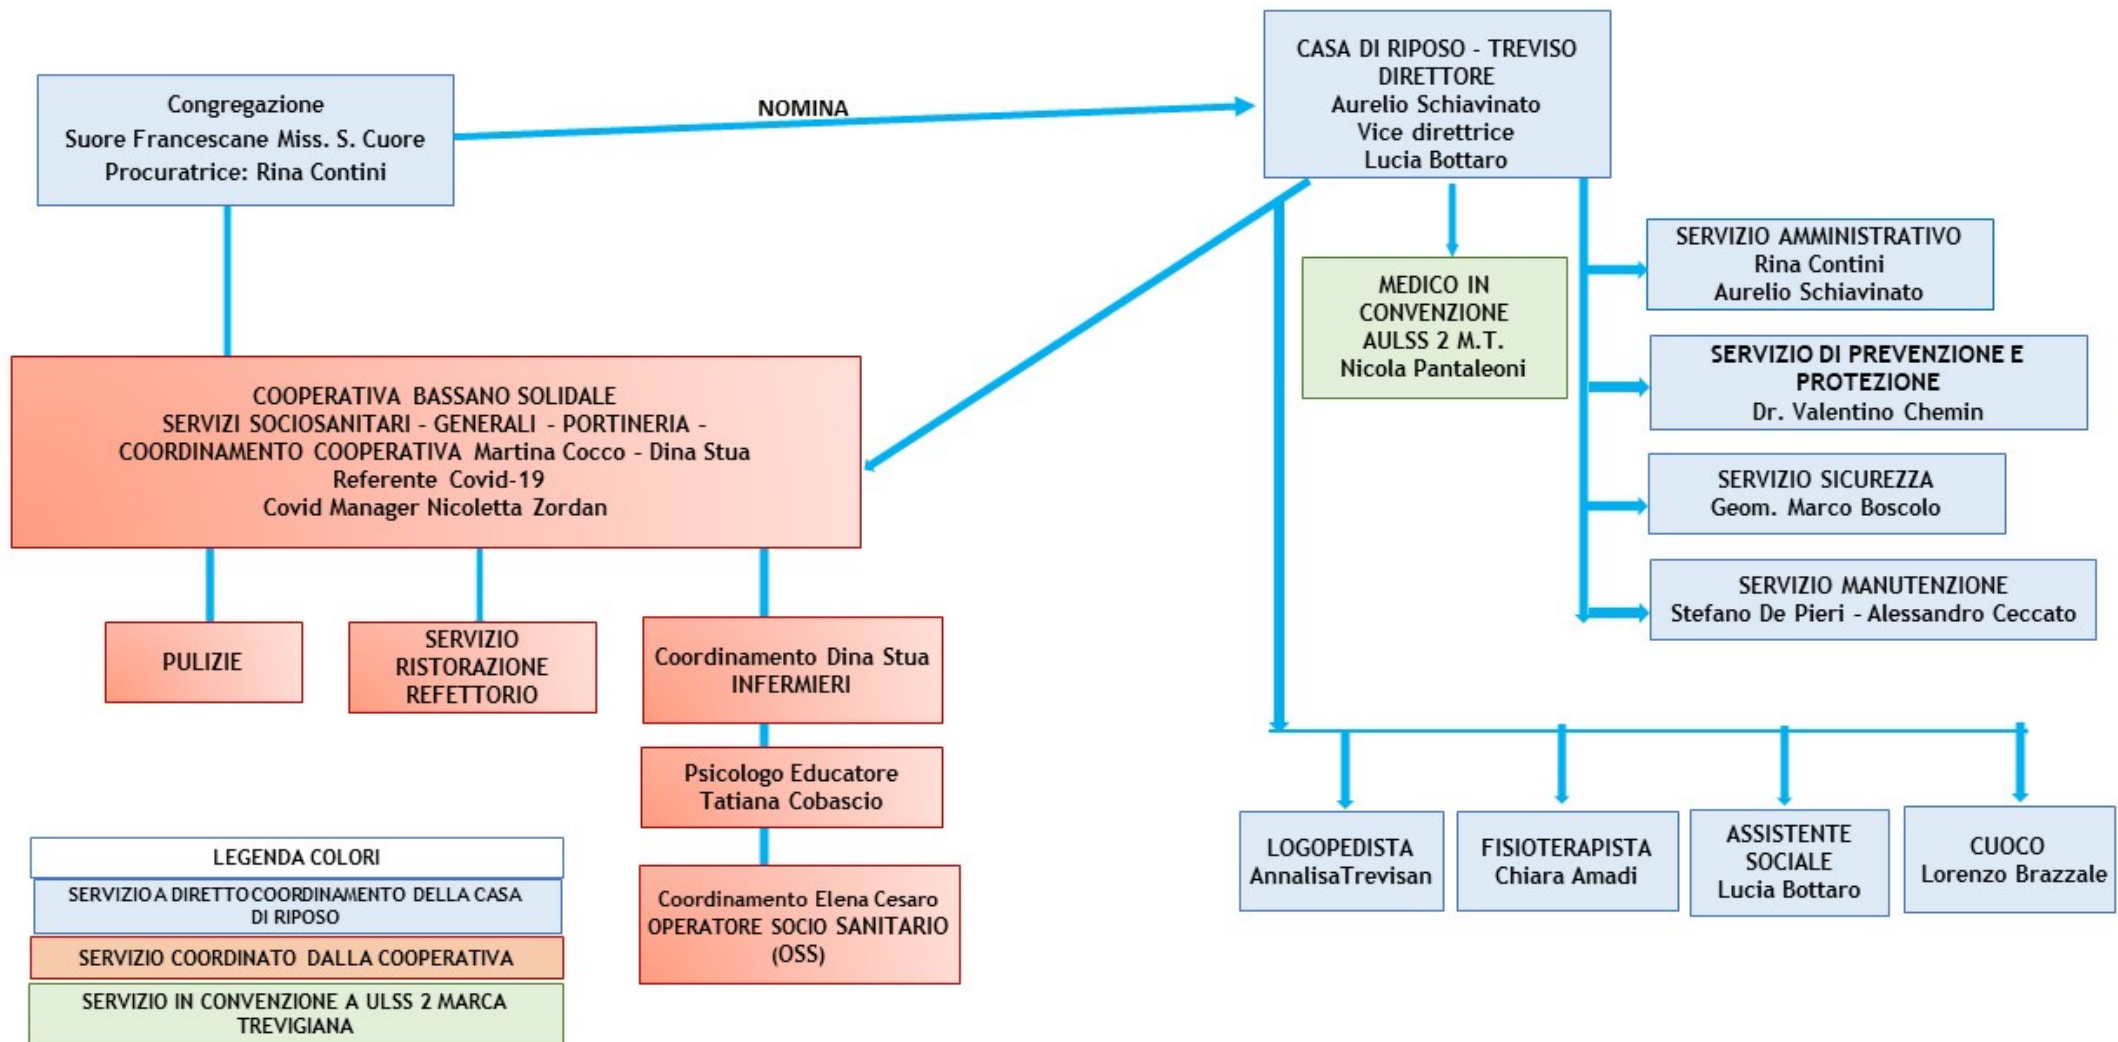 Congregazione
Suore Francescane Miss. S. Cuore
Procuratrice: Rina Contini
NOMINA
CASA DI RIPOSO - TREVISO
DIRETTORE
Aurelio Schiavinato
Vice direttrice
Lucia Bottaro
MEDICO IN
CONVENZIONE
AULSS 2 M.T.
Nicola Pantaleoni
SERVIZIO AMMINISTRATIVO
Rina Contini
Aurelio Schiavinato
SERVIZIO DI PREVENZIONE E
PROTEZIONE
Dr. Valentino Chemin
SERVIZIO SICUREZZA
Geom. Marco Boscolo
SERVIZIO MANUTENZIONE
Stefano De Pieri - Alessandro Ceccato
COOPERATIVA BASSANO SOLIDALE
SERVIZI SOCIOSANITARI - GENERALI - PORTINERIA -
COORDINAMENTO COOPERATIVA Martina Cocco - Dina Stua
Referente Covid-19
Covid Manager Nicoletta Zordan
PULIZIE
SERVIZIO
RISTORAZIONE
REFETTORIO
Coordinamento Dina Stua
INFERMIERI
Psicologo Educatore
Tatiana Cobascio
Coordinamento Elena Cesaro
OPERATORE SOCIO SANITARIO
(OSS)
LOGOPEDISTA
AnnalisaTrevisan
FISIOTERAPISTA
Chiara Amadi
ASSISTENTE
SOCIALE
Lucia Bottaro
CUOCO
Lorenzo Brazzale
LEGENDA COLORI
SERVIZIO A DIRETTO COORDINAMENTO DELLA CASA
DI RIPOSO
SERVIZIO COORDINATO DALLA COOPERATIVA
SERVIZIO IN CONVENZIONE A ULSS 2 MARCA
TREVIGIANA